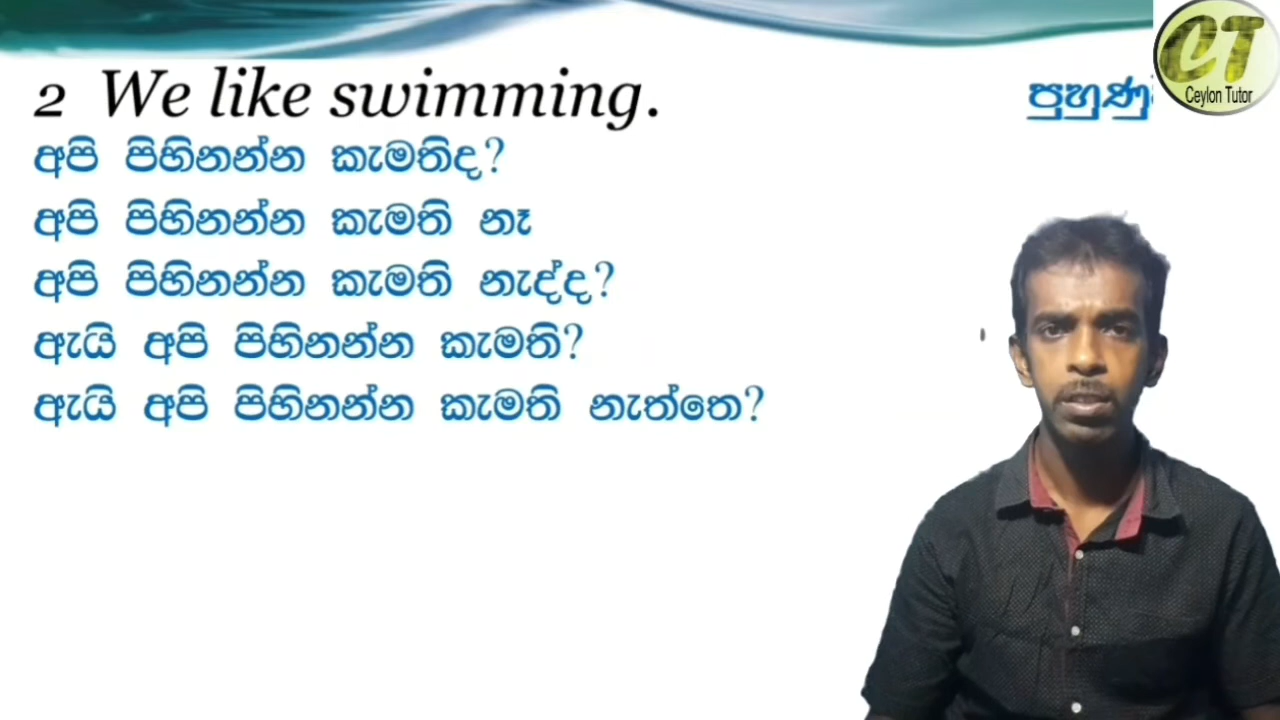 2 We like swimming.
අපි පිහිනන්න කැමතිද?
අපි පිහිනන්න කැමති නෑ
අපි පිහිනන්න කැමති නැද්ද?
ඇයි අපි පිහිනන්න කැමති?
ඇයි අපි පිහිනන්න කැමති නැත්තෙ?
CT
Ceylon Tutor